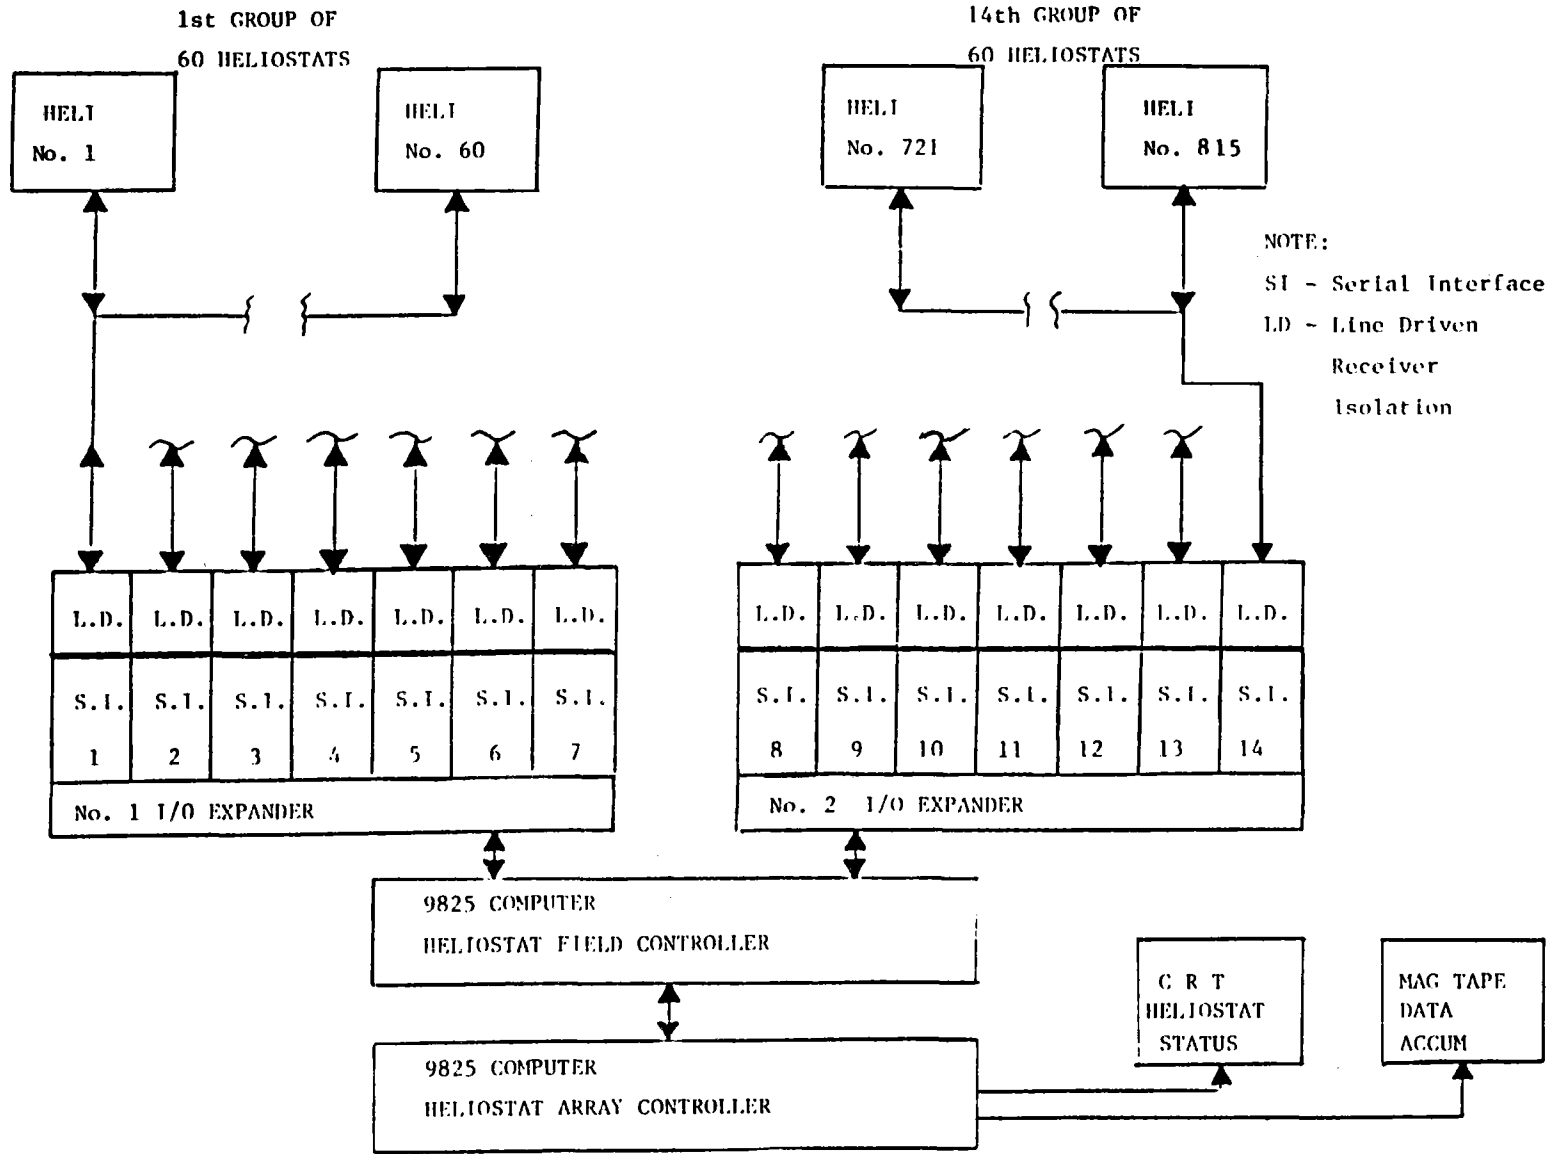 1st GROUP OF
60 HELIOSTATS
14th GROUP OF
60 HELIOSTATS
HELI
No. 1
HELI
No. 60
HELI
No. 721
HELI
No. 815
NOTE:
SI - Serial Interface
LD - Line Driven
Receiver
Isolation
L.D. L.D. L.D. L.D. L.D. L.D. L.D.
S.I. S.I. S.I. S.I. S.I. S.I. S.I.
1 2 3 4 5 6 7
No. 1 I/O EXPANDER
L.D. L.D. L.D. L.D. L.D. L.D. L.D.
S.I. S.I. S.I. S.I. S.I. S.I. S.I.
8 9 10 11 12 13 14
No. 2 I/O EXPANDER
9825 COMPUTER
HELIOSTAT FIELD CONTROLLER
9825 COMPUTER
HELIOSTAT ARRAY CONTROLLER
C R T
HELIOSTAT
STATUS
MAG TAPE
DATA
ACCUM